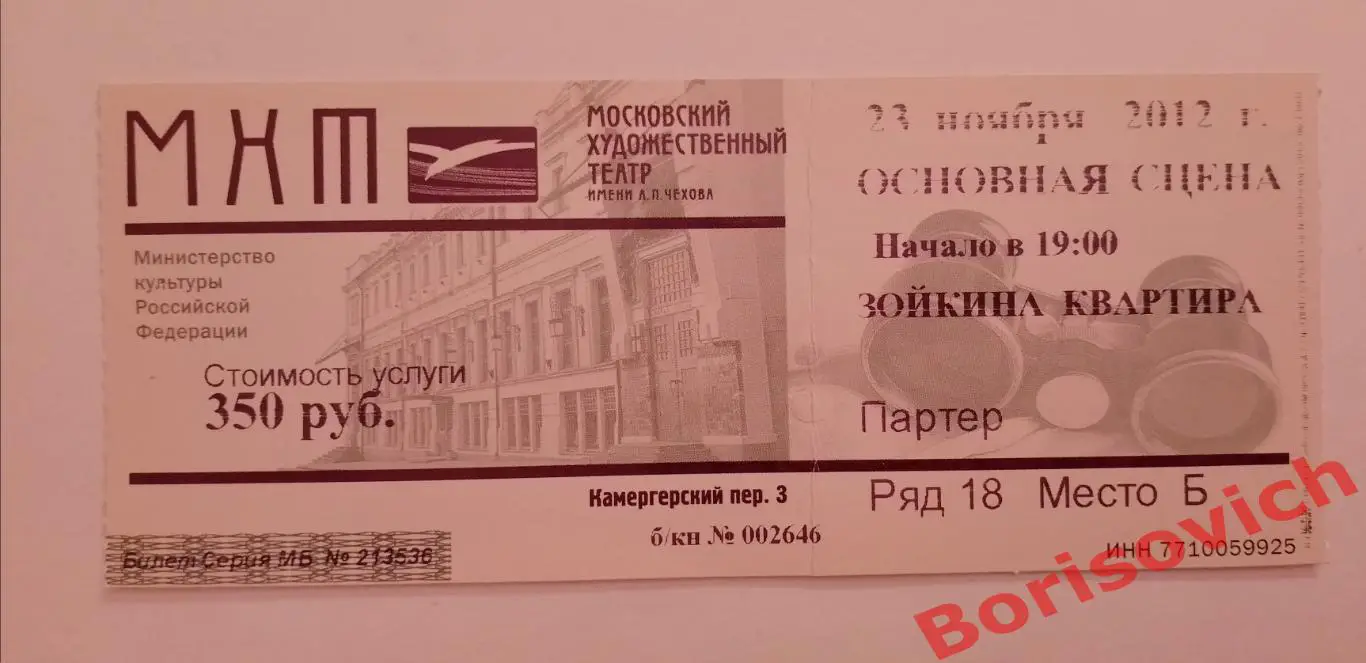 МХТ
МОСКОВСКИЙ
ХУДОЖЕСТВЕННЫЙ
ТЕАТР
ИМЕНИ А.П.ЧЕХОВА
Министерство
культуры
Российской
Федерации
Стоимость услуги
350 руб.
Камергерский пер. 3
б/кн № 002646
Билет Серия МБ № 213536
23 ноября 2012 г.
ОСНОВНАЯ СЦЕНА
Начало в 19:00
ЗОЙКИНА КВАРТИРА
Партер
Ряд 18 Место Б
ИНН 7710059925
Borisovich